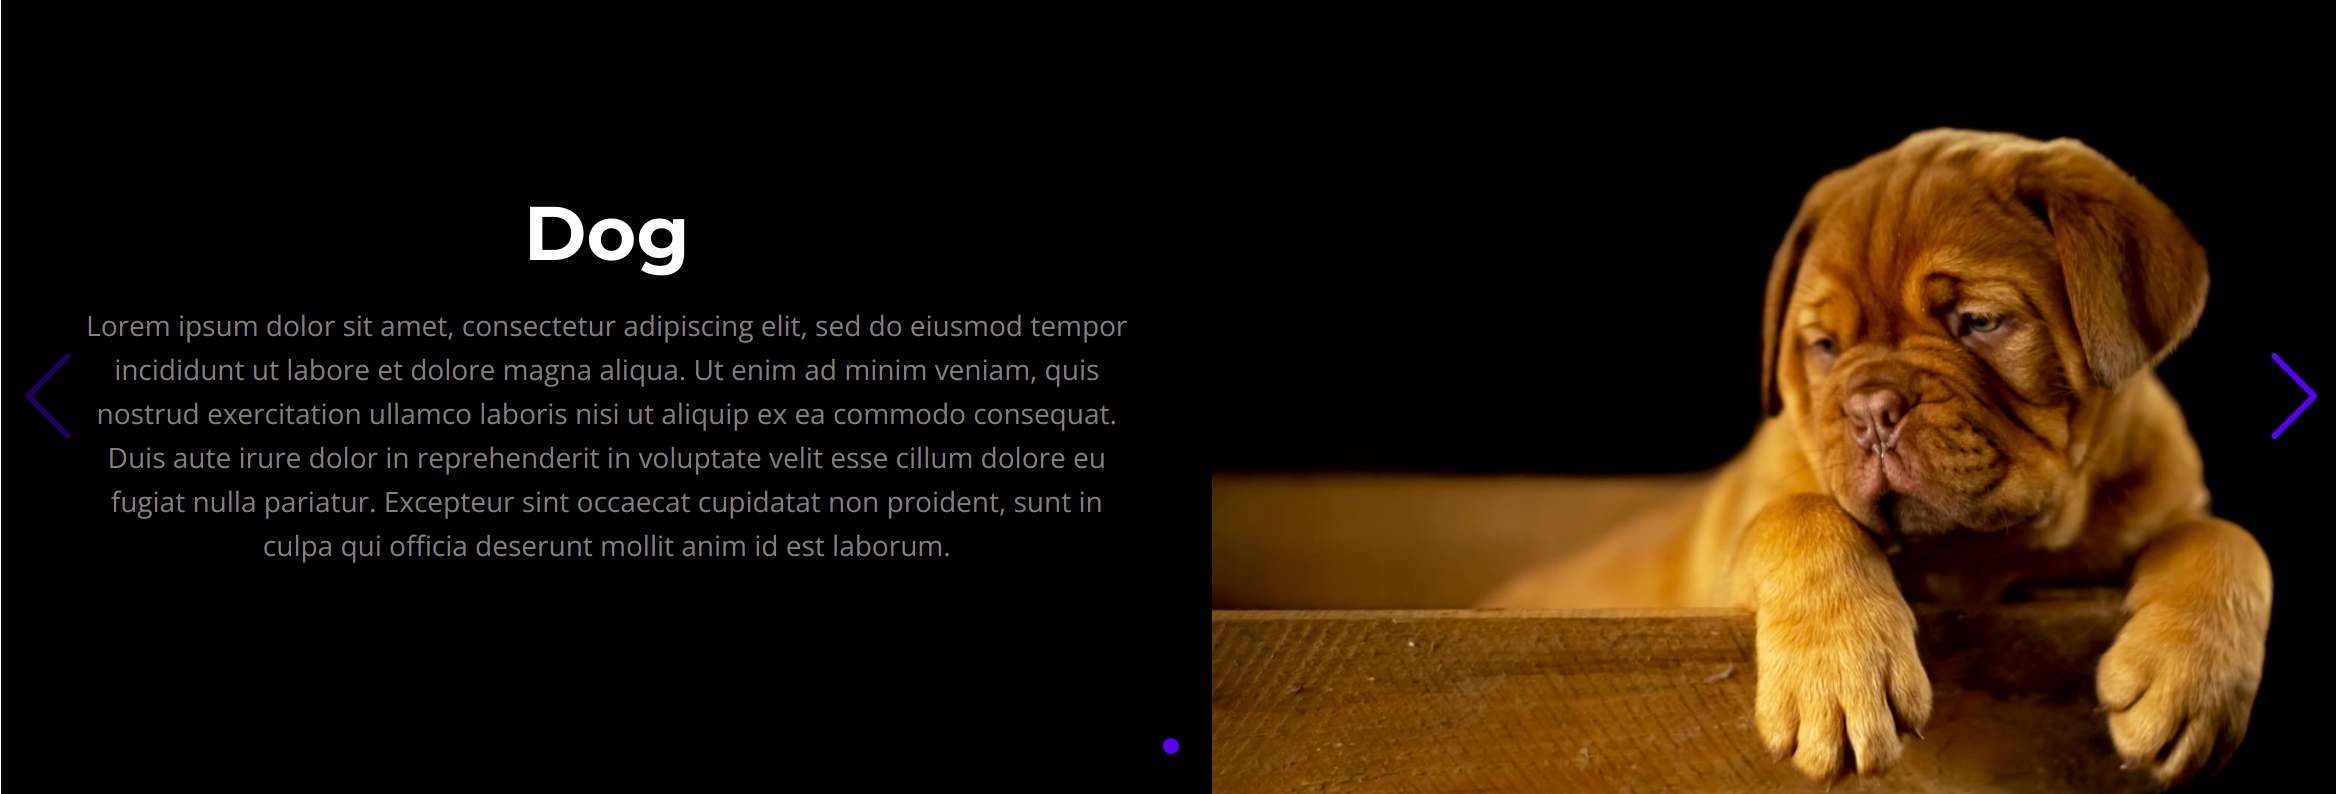 Dog
Lorem ipsum dolor sit amet, consectetur adipiscing elit, sed do eiusmod tempor
incididunt ut labore et dolore magna aliqua. Ut enim ad minim veniam, quis
nostrud exercitation ullamco laboris nisi ut aliquip ex ea commodo consequat.
Duis aute irure dolor in reprehenderit in voluptate velit esse cillum dolore eu
fugiat nulla pariatur. Excepteur sint occaecat cupidatat non proident, sunt in
culpa qui officia deserunt mollit anim id est laborum.